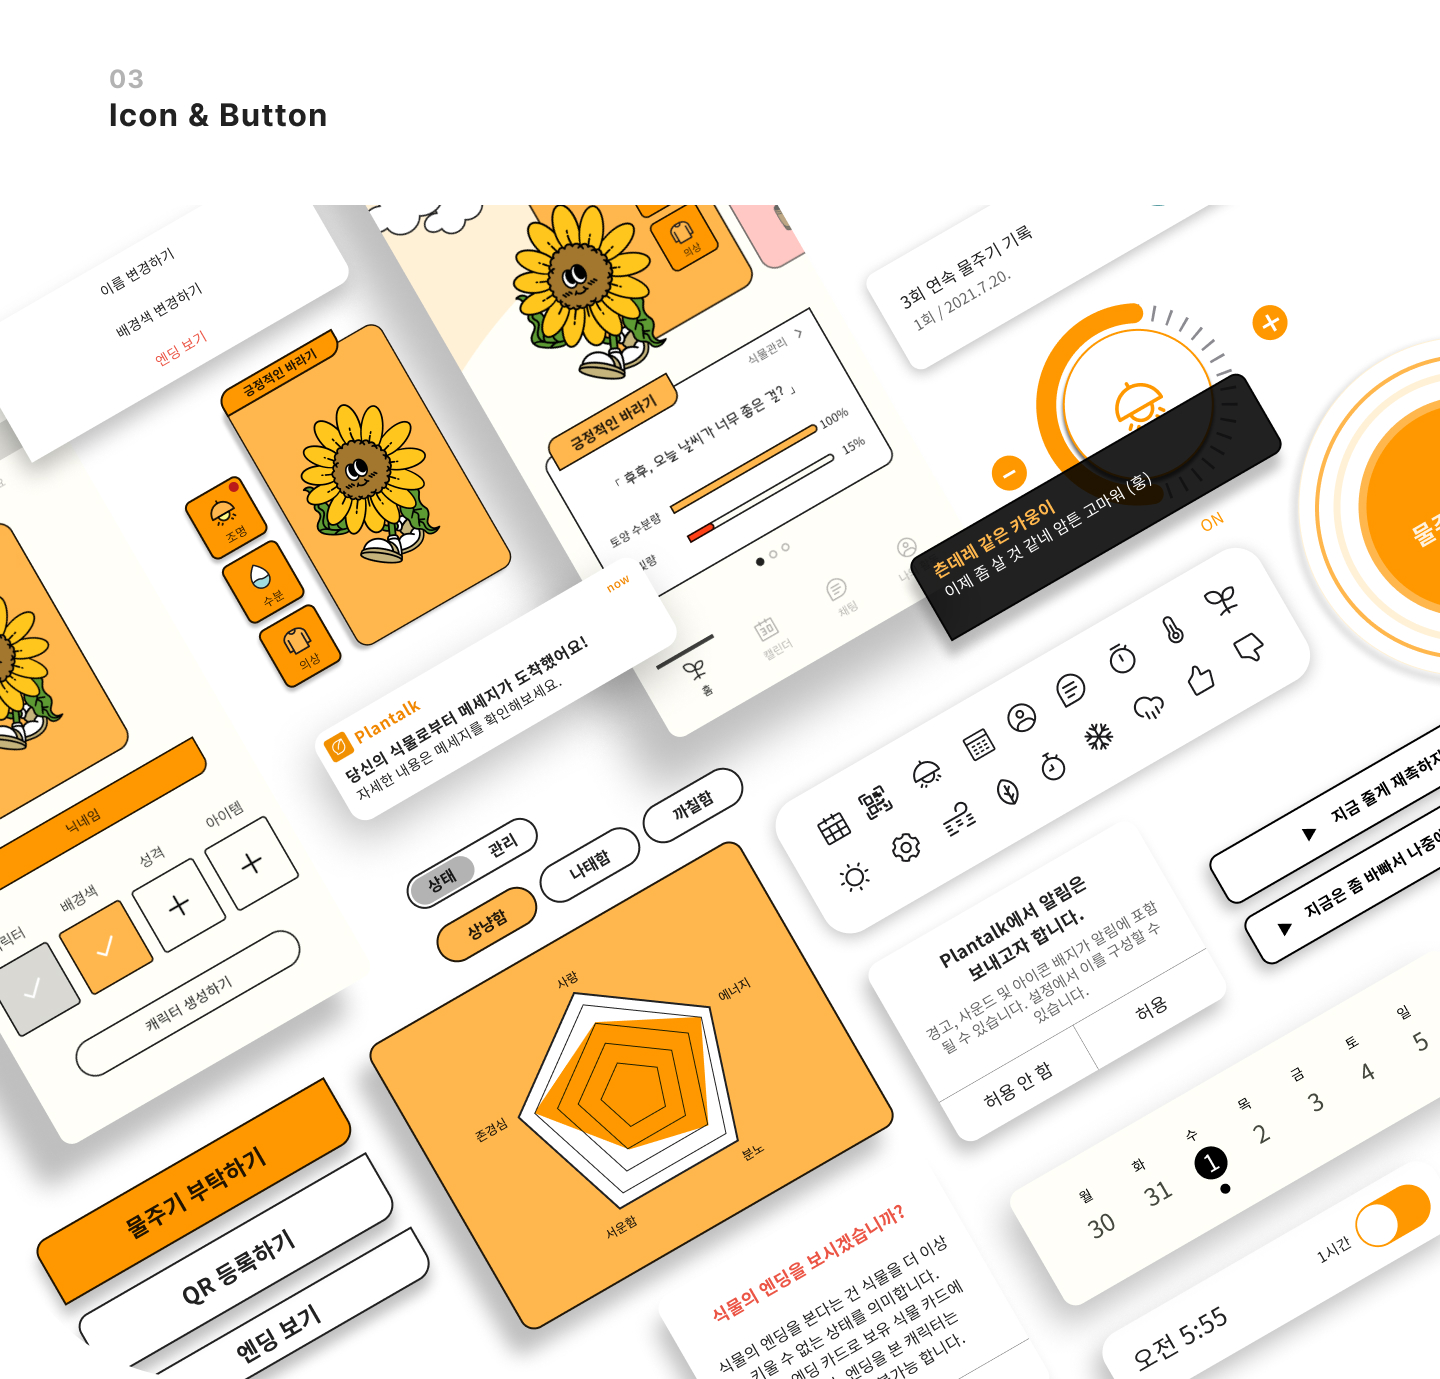 03
Icon & Button
이름 변경하기
배경색 변경하기
엔딩 보기
긍정적인 바라기
조명
수분
의상
의상
식물관리
긍정적인 바라기
「 후후, 오늘 날씨가 너무 좋은 걸? 」
토양 수분량
100%
15%
홈
캘린더
채팅
3회 연속 물주기 기록
1회 / 2021.7.20.
츤데레 같은 카웅이
이제 좀 살 것 같네 암튼 고마워 (흥)
ON
now
Plantalk
당신의 식물로부터 메세지가 도착했어요!
자세한 내용은 메세지를 확인해보세요.
닉네임
배경색
성격
아이템
캐릭터 생성하기
상태
관리
상냥함
나태함
까칠함
사랑
에너지
존경심
분노
서운함
Plantalk에서 알림은
보내고자 합니다.
경고, 사운드 및 아이콘 배지가 알림에 포함
될 수 있습니다. 설정에서 이를 구성할 수
있습니다.
허용 안 함
허용
▶ 지금 줄게 재촉하지
▶ 지금은 좀 바빠서 나중에
월 화 수 목 금 토 일
30 31 1 2 3 4 5
1시간
오전 5:55
물주기 부탁하기
QR 등록하기
엔딩 보기
식물의 엔딩을 보시겠습니까?
식물의 엔딩을 본다는 건 식물을 더 이상
키울 수 없는 상태를 의미합니다.
엔딩 카드로 보유 식물 카드에
엔딩을 본 캐릭터는
불가능 합니다.